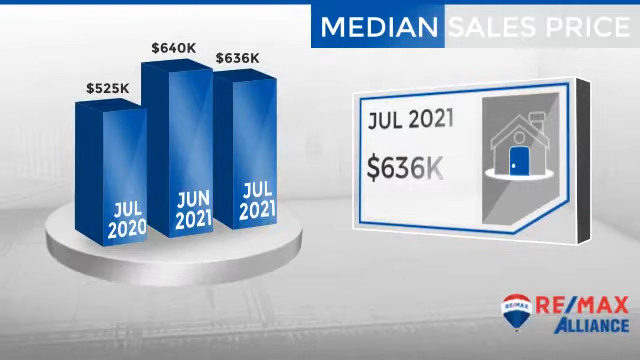 MEDIAN SALES PRICE
$525K
$640K
$636K
JUL
2020
JUN
2021
JUL
2021
JUL 2021
$636K
RE/MAX
RE/MAX
ALLIANCE